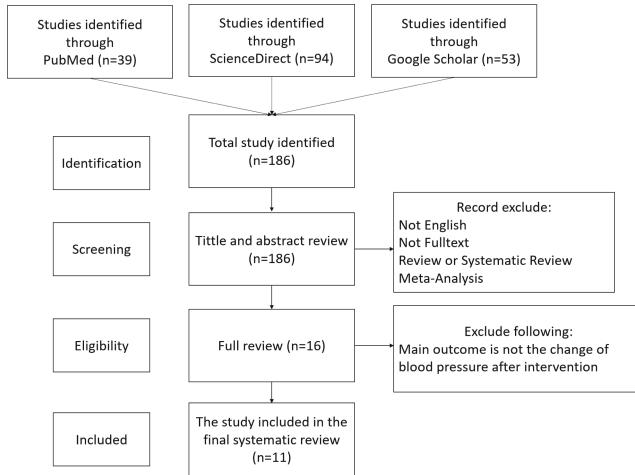 Studies identified
through
PubMed (n=39)
Studies identified
through
ScienceDirect (n=94)
Studies identified
through
Google Scholar (n=53)
Identification
Total study identified
(n=186)
Screening
Tittle and abstract review
(n=186)
Record exclude:
Not English
Not Fulltext
Review or Systematic Review
Meta-Analysis
Eligibility
Full review (n=16)
Exclude following:
Main outcome is not the change of
blood pressure after intervention
Included
The study included in the
final systematic review
(n=11)